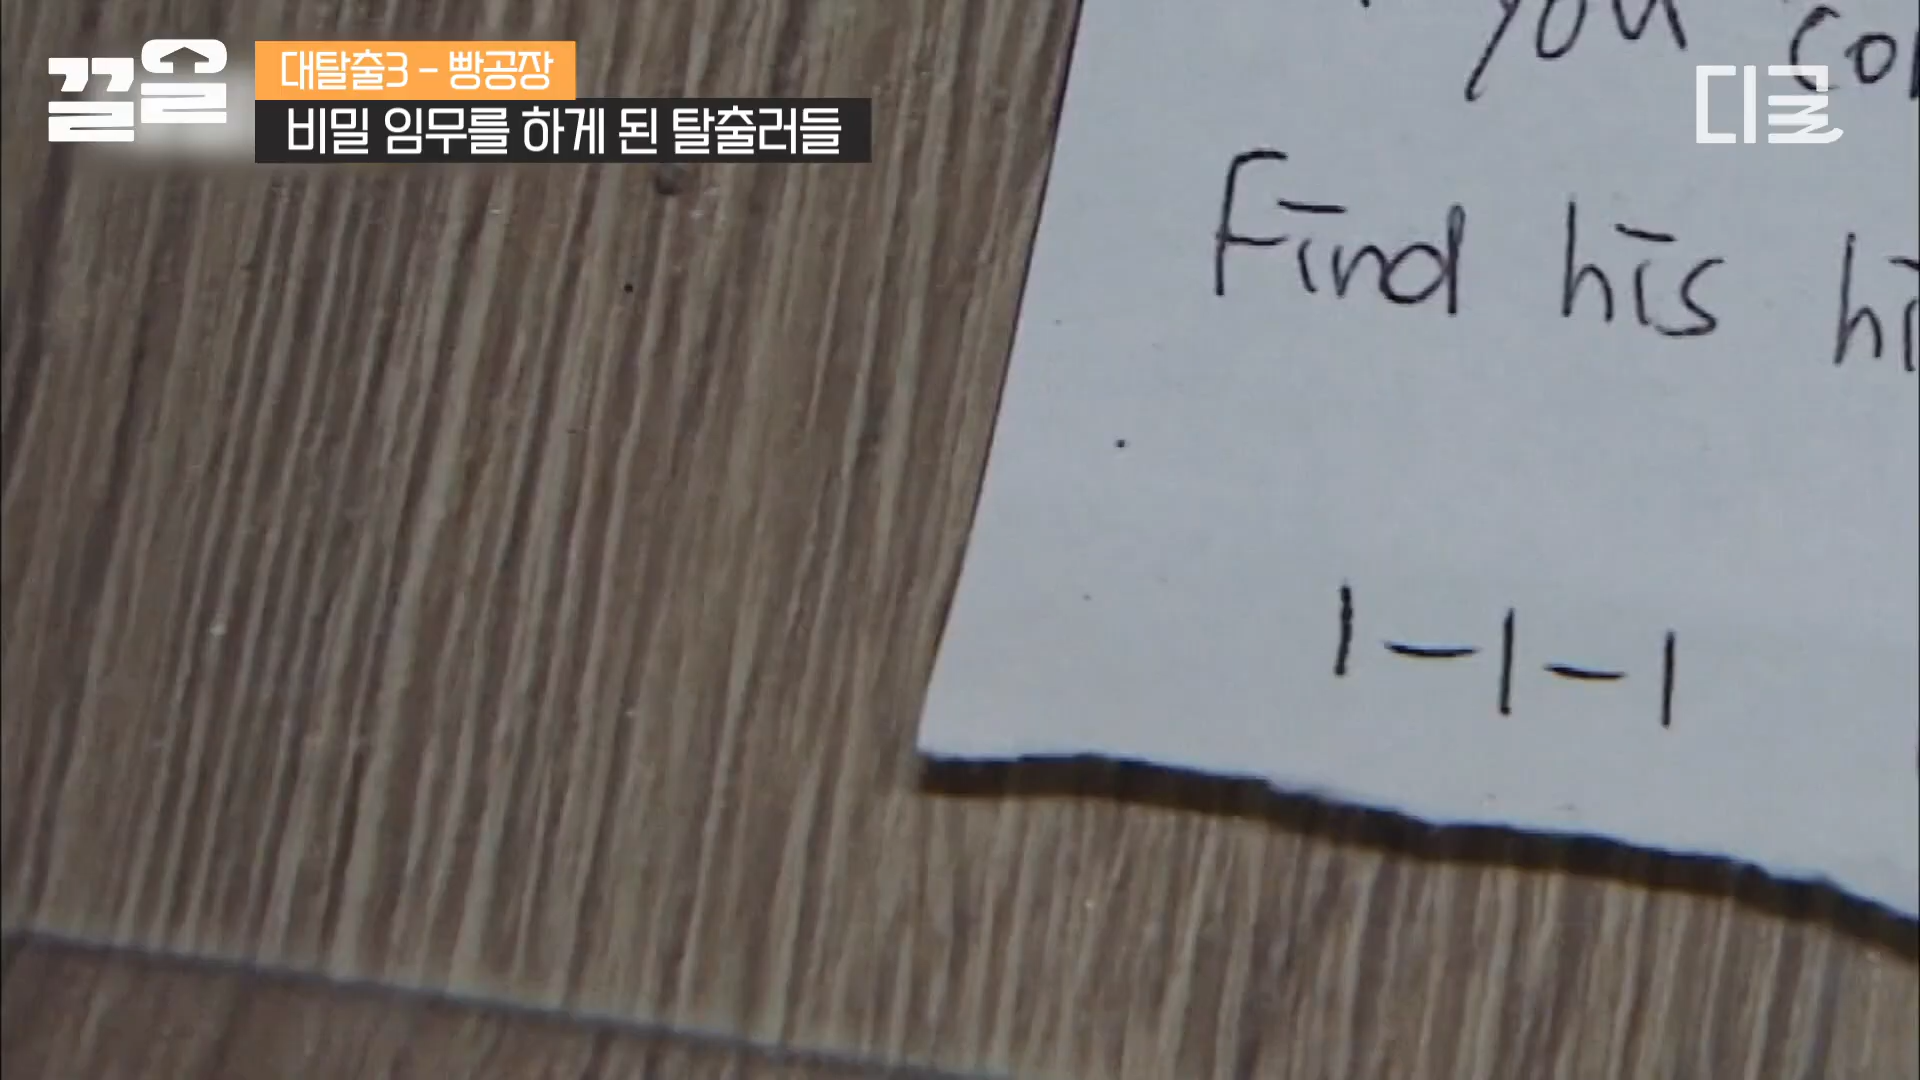 끌올
대탈출3 - 빵공장
비밀 임무를 하게 된 탈출러들
디글
you
Find his
1-1-1